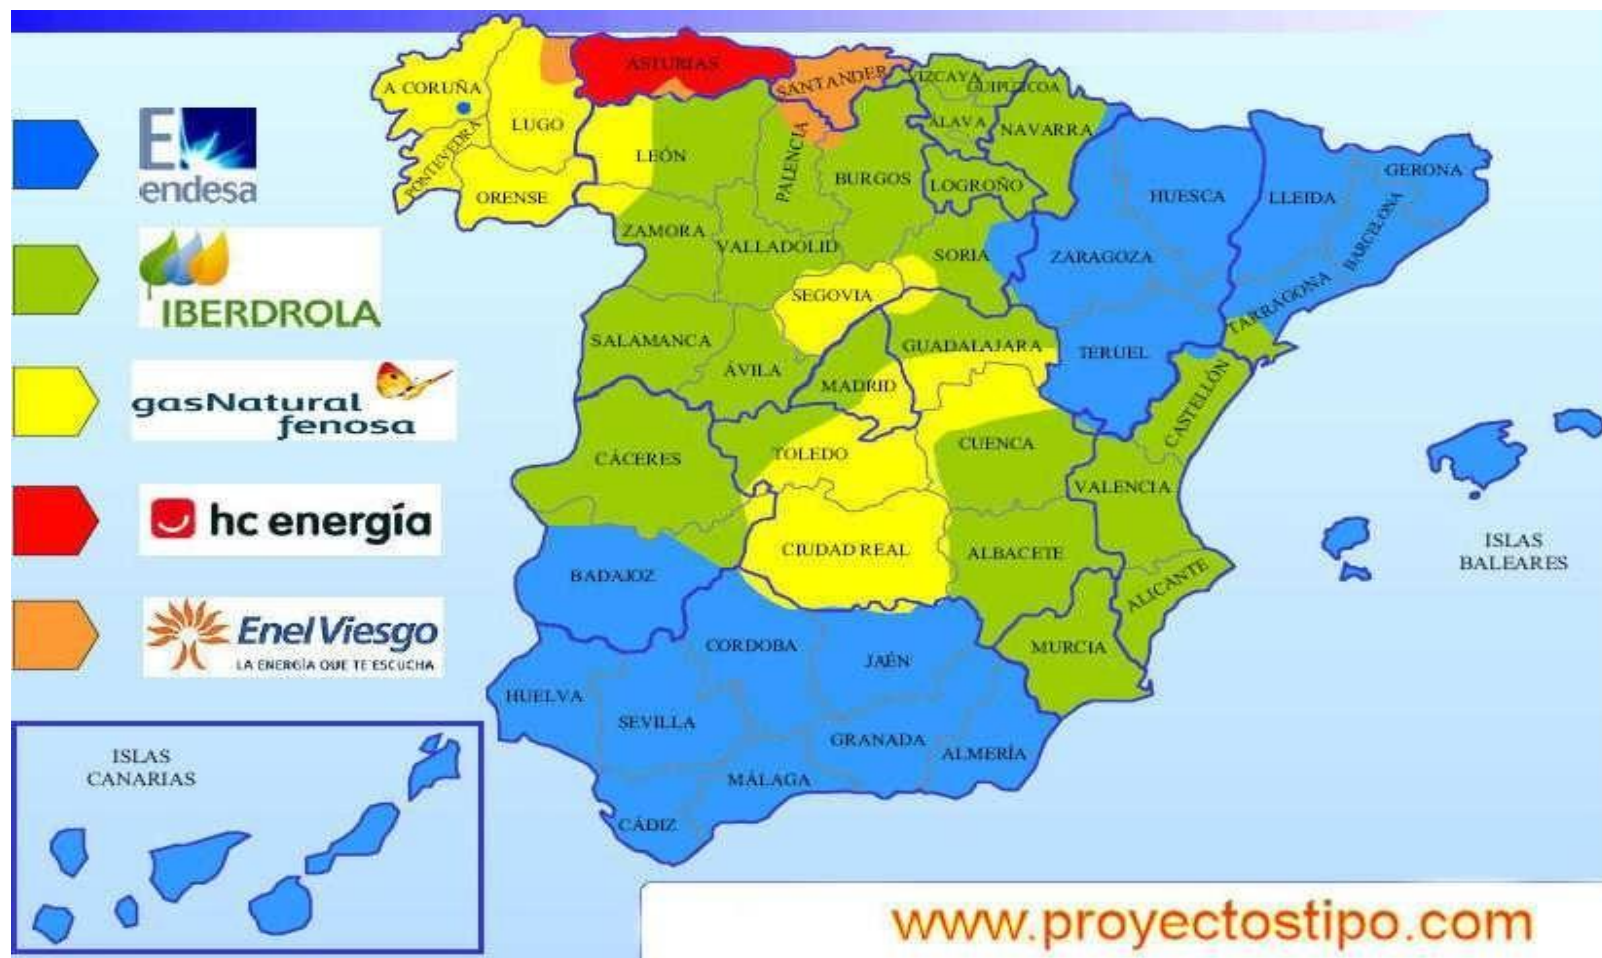 endesa
IBERDROLA
gasNatural
fenosa
hc energía
Enel Viesgo
LA ENERGÍA QUE TE ESCUCHA
A CORUÑA
LUGO
PONTEVEDRA
ORENSE
ASTURIAS
SANTANDER
VIZCAYA
GUIPUZCOA
ALAVA
NAVARRA
LEÓN
PALENCIA
BURGOS
LOGROÑO
HUESCA
LLEIDA
GERONA
BARCELONA
ZAMORA
VALLADOLID
SORIA
ZARAGOZA
TARRAGONA
SEGOVIA
SALAMANCA
ÁVILA
MADRID
GUADALAJARA
TERUEL
CASTELLÓN
CÁCERES
TOLEDO
CUENCA
VALENCIA
BADAJOZ
CIUDAD REAL
ALBACETE
ALICANTE
ISLAS
BALEARES
CORDOBA
JAÉN
MURCIA
HUELVA
SEVILLA
GRANADA
ALMERÍA
MÁLAGA
CÁDIZ
ISLAS
CANARIAS
www.proyectostipo.com